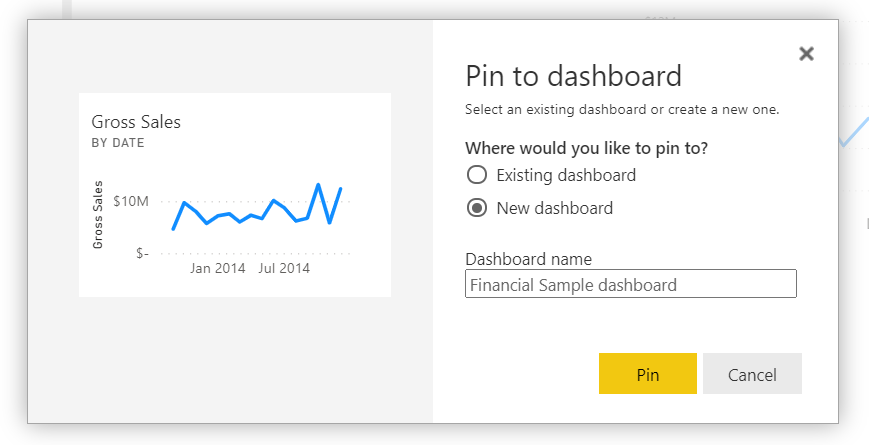 Pin to dashboard
Select an existing dashboard or create a new one.
Where would you like to pin to?
Existing dashboard
New dashboard
Dashboard name
Financial Sample dashboard
Pin Cancel
Gross Sales
BY DATE
Gross Sales
$10M
$-
Jan 2014 Jul 2014